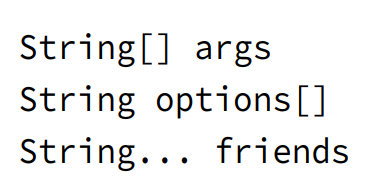 String[] args
String options[]
String... friends